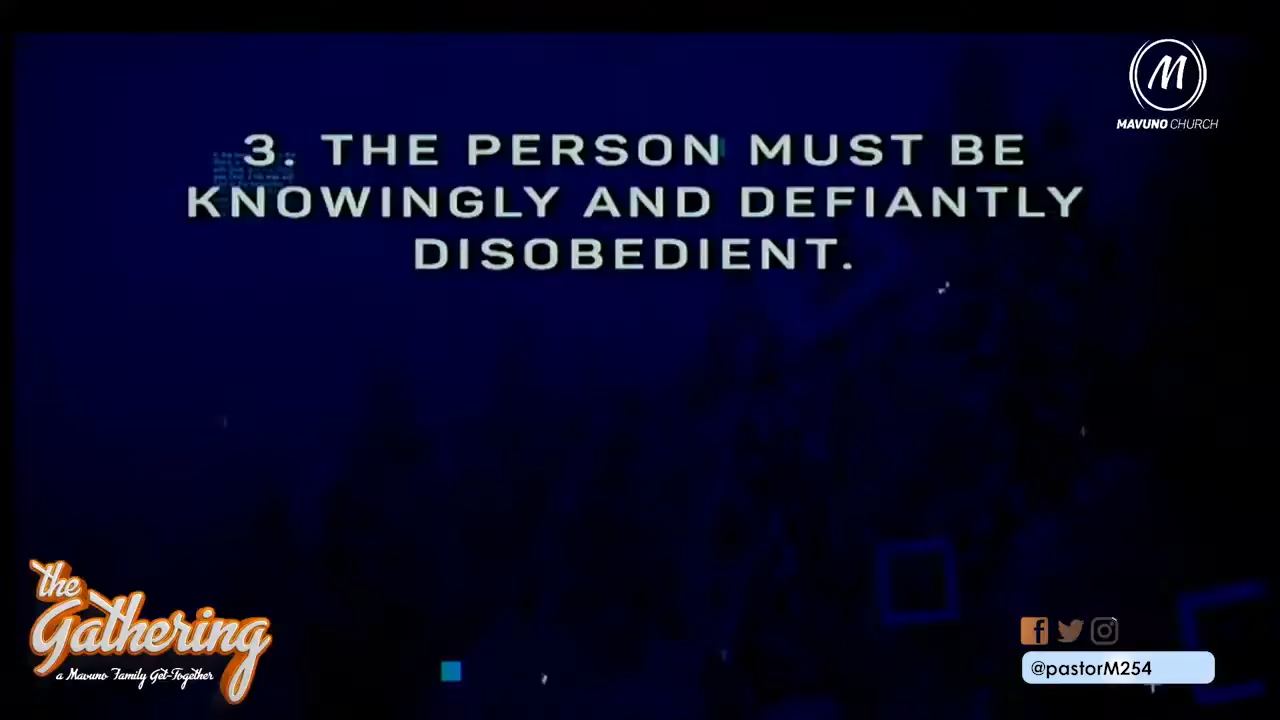 M
MAVUNO CHURCH
3. THE PERSON MUST BE
KNOWINGLY AND DEFIANTLY
DISOBEDIENT.
the
Gathering
a Mavuno Family Get-Together
f
@pastorM254